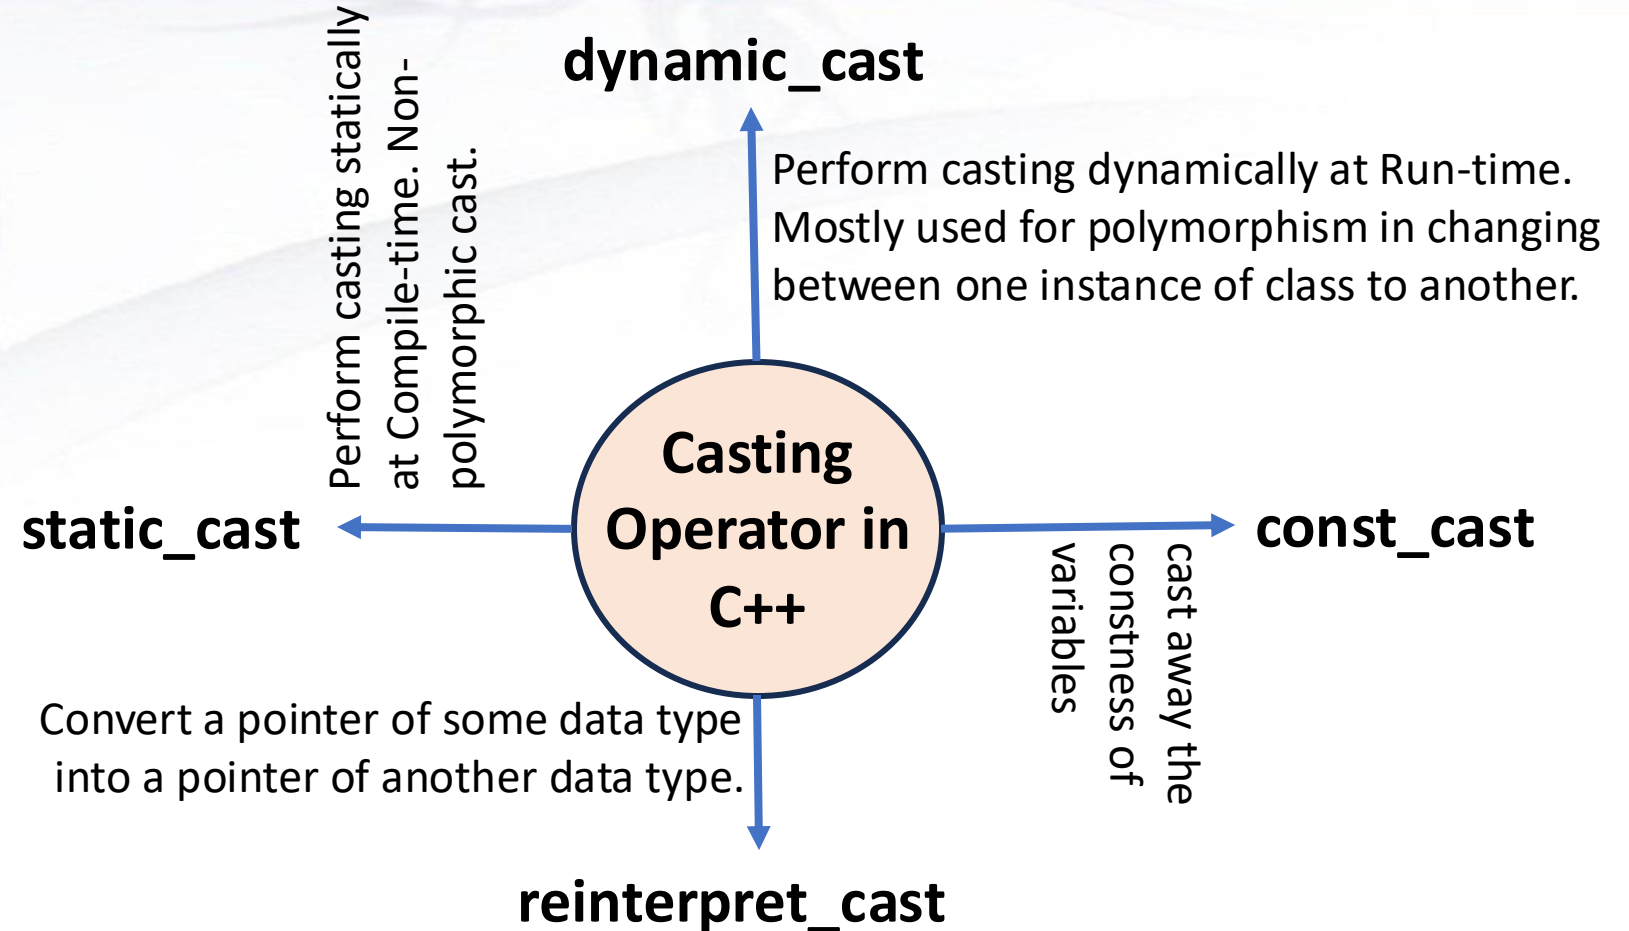 dynamic_cast
Perform casting dynamically at Run-time.
Mostly used for polymorphism in changing
between one instance of class to another.
Perform casting statically
at Compile-time. Non-
polymorphic cast.
static_cast
Casting
Operator in
C++
const_cast
cast away the
constness of
variables
Convert a pointer of some data type
into a pointer of another data type.
reinterpret_cast